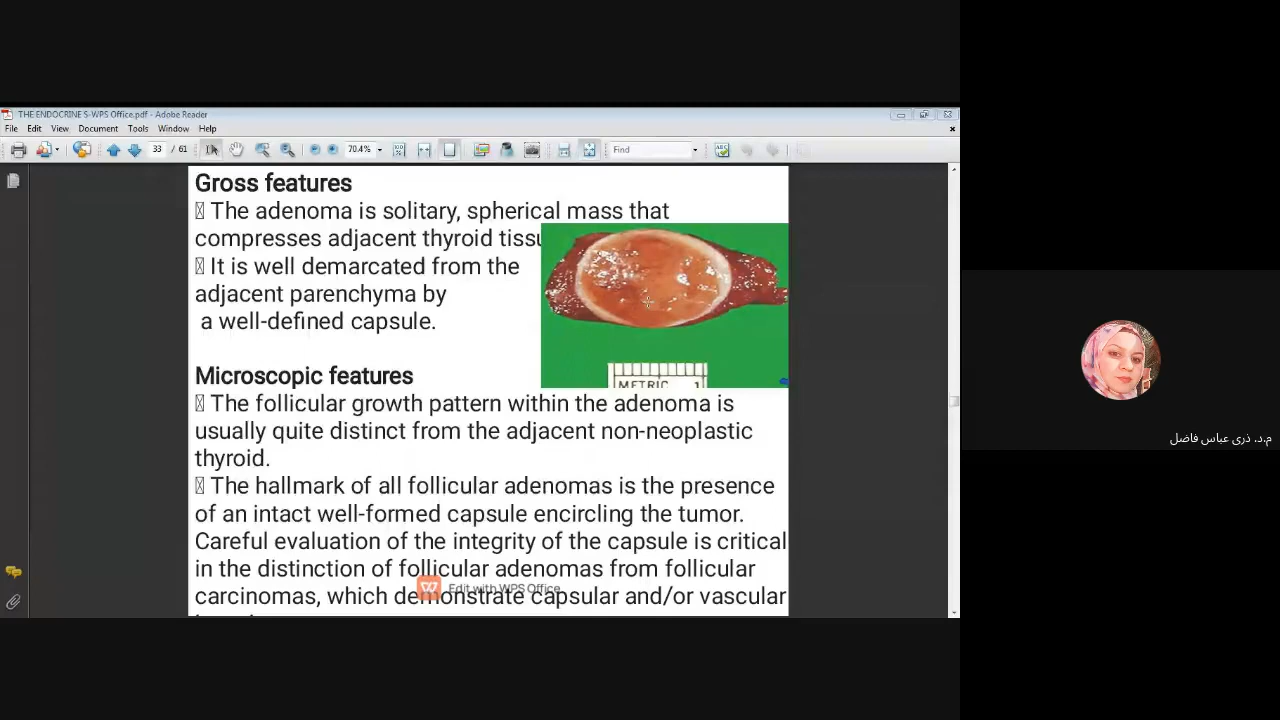 THE ENDOCRINE S-WPS Office.pdf - Adobe Reader
File Edit View Document Tools Window Help
33 / 61 70.4% Find
Gross features
The adenoma is solitary, spherical mass that
compresses adjacent thyroid tissu
It is well demarcated from the
adjacent parenchyma by
a well-defined capsule.
METRIC 1
Microscopic features
The follicular growth pattern within the adenoma is
usually quite distinct from the adjacent non-neoplastic
thyroid.
The hallmark of all follicular adenomas is the presence
of an intact well-formed capsule encircling the tumor.
Careful evaluation of the integrity of the capsule is critical
in the distinction of follicular adenomas from follicular
Edit with WPS Office
carcinomas, which demonstrate capsular and/or vascular
م.د. ذرى عباس فاضل